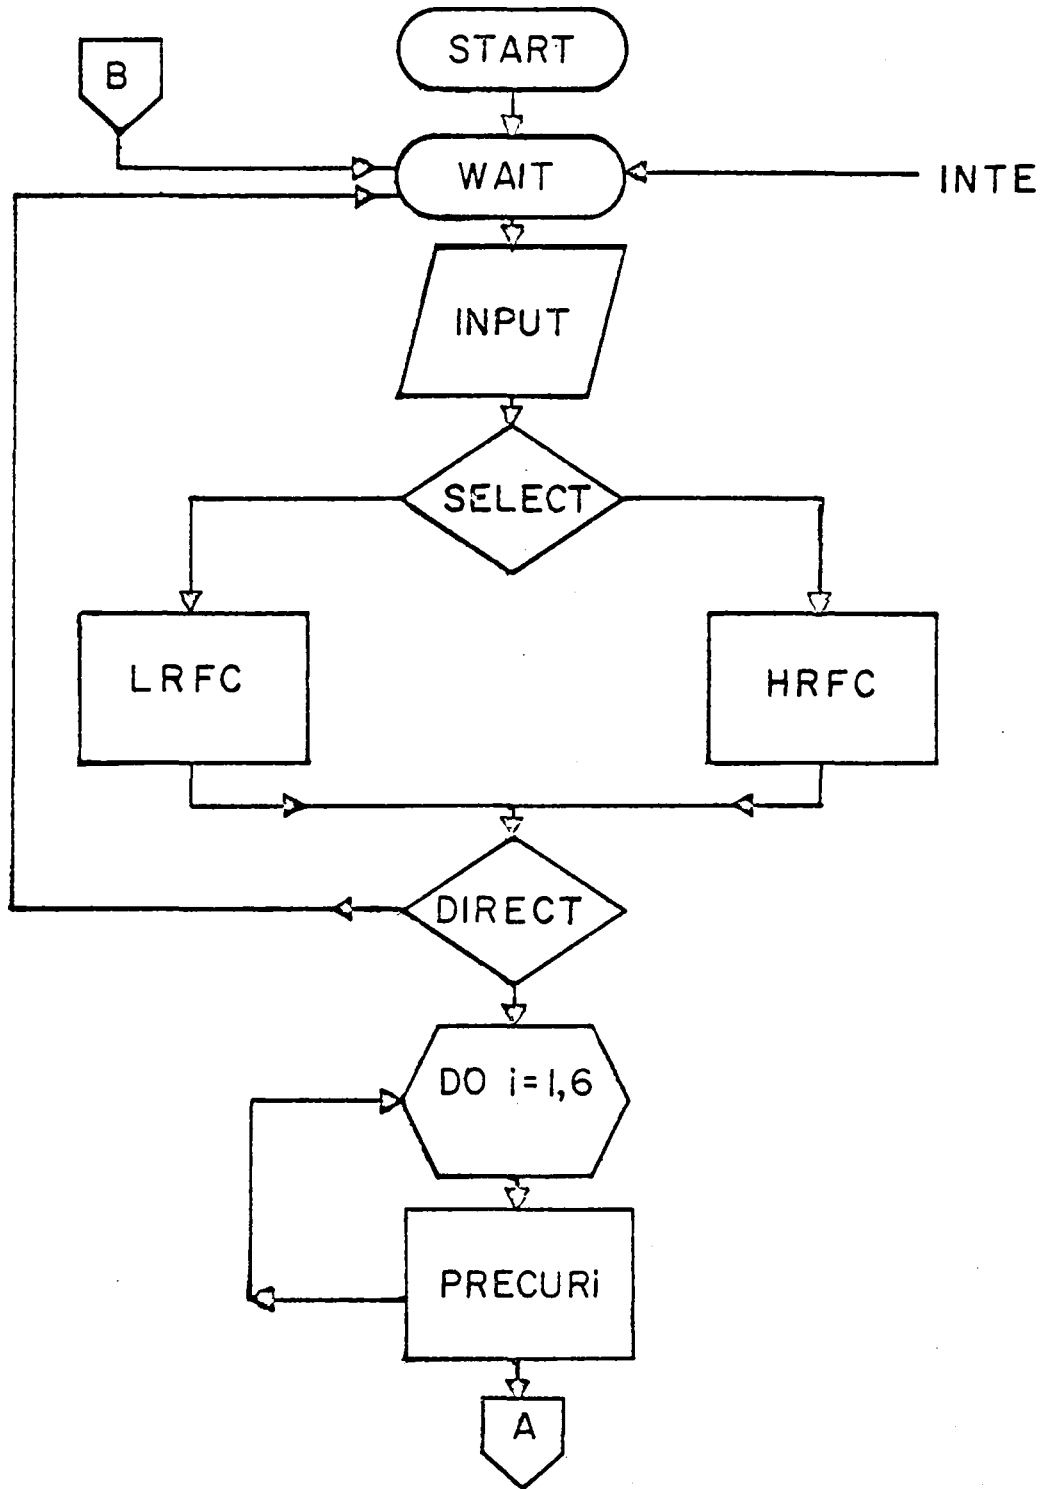 START
B
WAIT
INTE
INPUT
SELECT
LRFC
HRFC
DIRECT
DO i=1,6
PRECURi
A